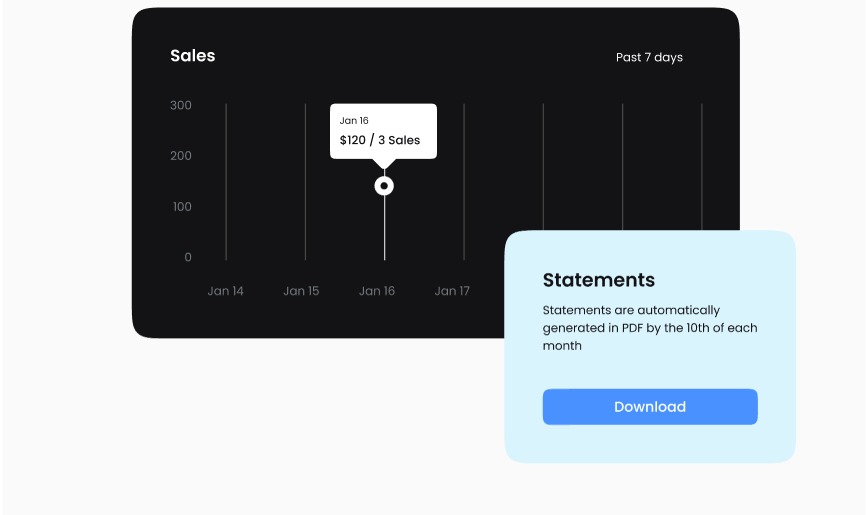 Sales
Past 7 days
300
200
100
0
Jan 16
$120 / 3 Sales
Jan 14
Jan 15
Jan 16
Jan 17
Statements
Statements are automatically
generated in PDF by the 10th of each
month
Download